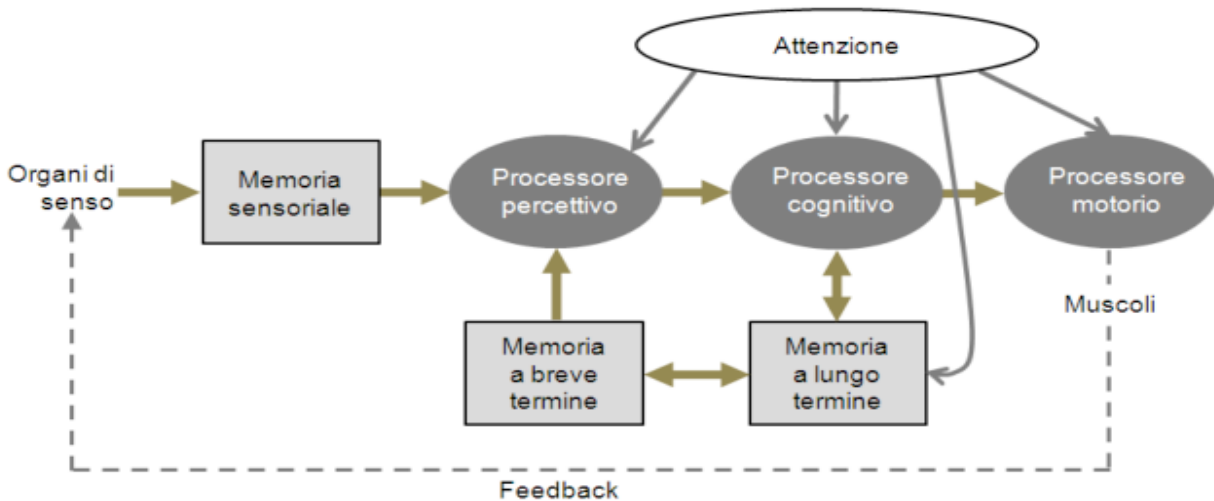 Attenzione
Organi di
senso
Memoria
sensoriale
Processore
percettivo
Processore
cognitivo
Processore
motorio
Memoria
a breve
termine
Memoria
a lungo
termine
Muscoli
Feedback